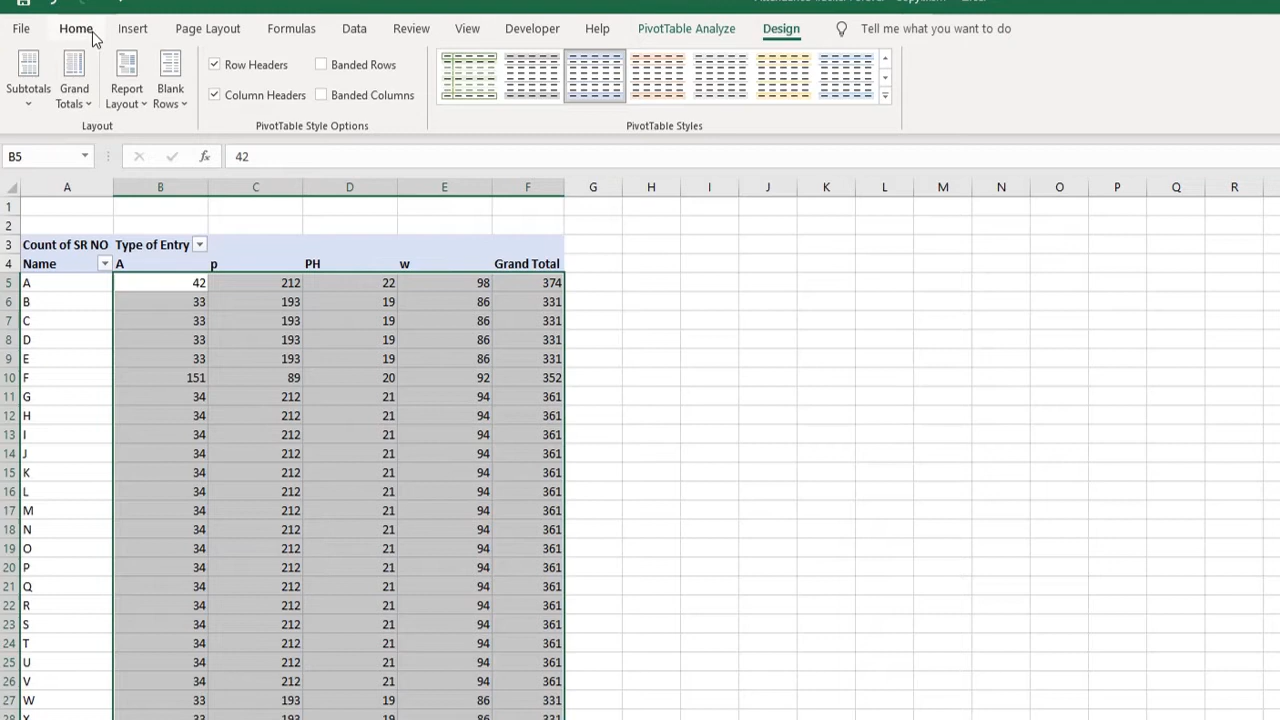 File Home Insert Page Layout Formulas Data Review View Developer Help PivotTable Analyze Design Tell me what you want to do
Subtotals
Grand Totals
Report Layout
Blank Rows
Row Headers Banded Rows
Column Headers Banded Columns
Layout PivotTable Style Options PivotTable Styles
B5 fx 42
A B C D E F G H I J K L M N O P Q R
1
2
3 Count of SR NO Type of Entry
4 Name A p PH w Grand Total
5 A 42 212 22 98 374
6 B 33 193 19 86 331
7 C 33 193 19 86 331
8 D 33 193 19 86 331
9 E 33 193 19 86 331
10 F 151 89 20 92 352
11 G 34 212 21 94 361
12 H 34 212 21 94 361
13 I 34 212 21 94 361
14 J 34 212 21 94 361
15 K 34 212 21 94 361
16 L 34 212 21 94 361
17 M 34 212 21 94 361
18 N 34 212 21 94 361
19 O 34 212 21 94 361
20 P 34 212 21 94 361
21 Q 34 212 21 94 361
22 R 34 212 21 94 361
23 S 34 212 21 94 361
24 T 34 212 21 94 361
25 U 34 212 21 94 361
26 V 34 212 21 94 361
27 W 33 193 19 86 331
28 X 33 193 19 86 331